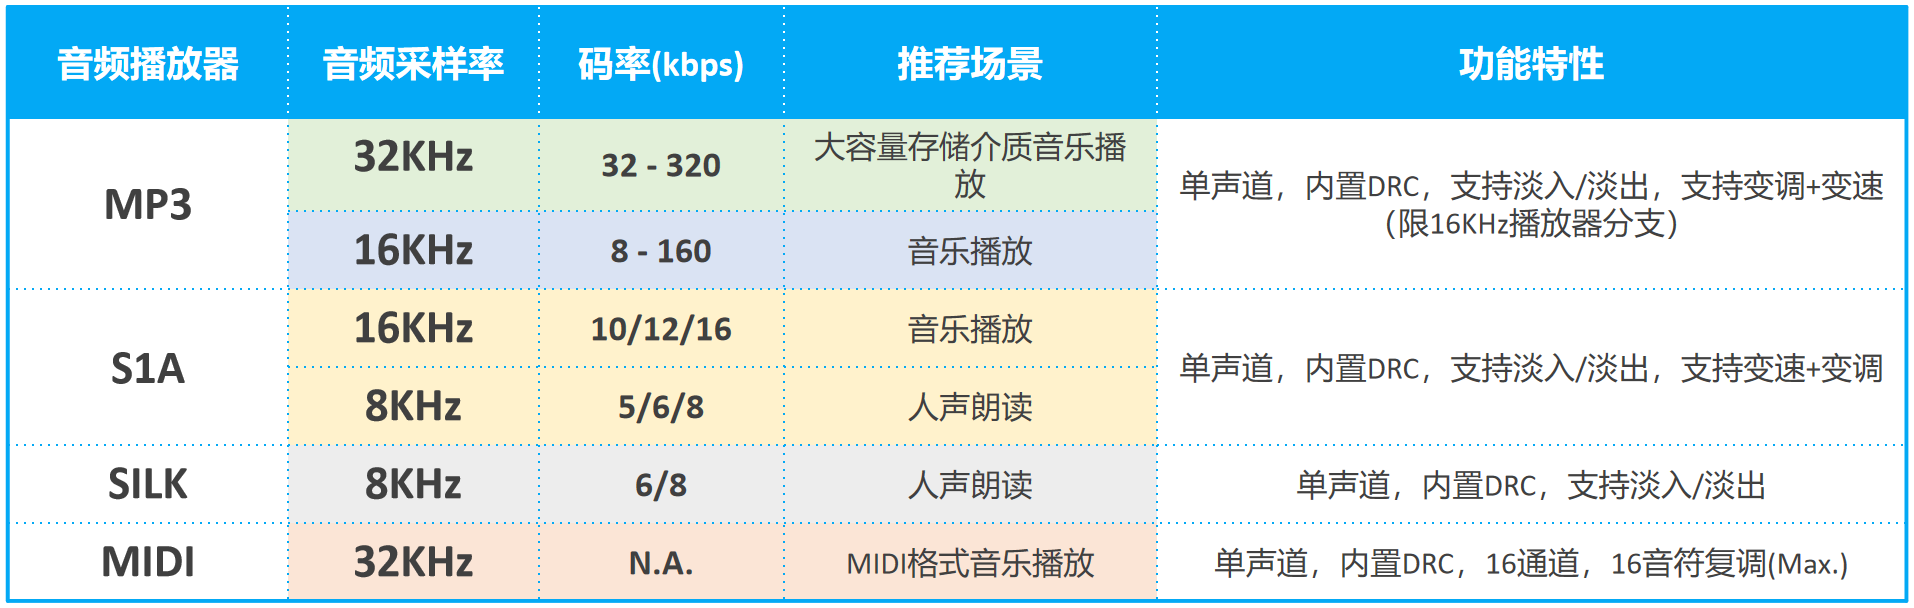 音频播放器 音频采样率 码率(kbps) 推荐场景 功能特性
MP3
32KHz
32 - 320
大容量存储介质音乐播
放
16KHz
8 - 160
音乐播放
单声道，内置DRC，支持淡入/淡出，支持变调+变速
（限16KHz播放器分支）
S1A
16KHz
10/12/16
音乐播放
8KHz
5/6/8
人声朗读
单声道，内置DRC，支持淡入/淡出，支持变速+变调
SILK
8KHz
6/8
人声朗读
单声道，内置DRC，支持淡入/淡出
MIDI
32KHz
N.A.
MIDI格式音乐播放
单声道，内置DRC，16通道，16音符复调(Max.)